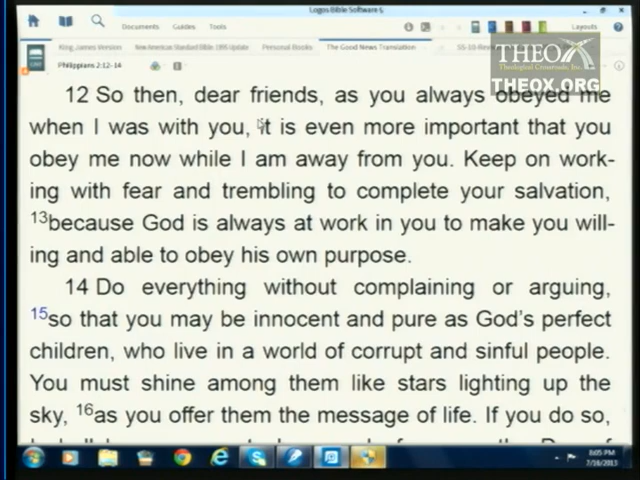 Logos Bible Software 5
Documents Guides Tools Layouts
King James Version New American Standard Bible 1995 Update Personal Books The Good News Translation
Philippians 2:12-14
THEOX
THEOX.ORG
12 So then, dear friends, as you always obeyed me
when I was with you, it is even more important that you
obey me now while I am away from you. Keep on work-
ing with fear and trembling to complete your salvation,
13because God is always at work in you to make you will-
ing and able to obey his own purpose.
14 Do everything without complaining or arguing,
15so that you may be innocent and pure as God's perfect
children, who live in a world of corrupt and sinful people.
You must shine among them like stars lighting up the
sky, 16as you offer them the message of life. If you do so,
8:05 PM
7/18/2013